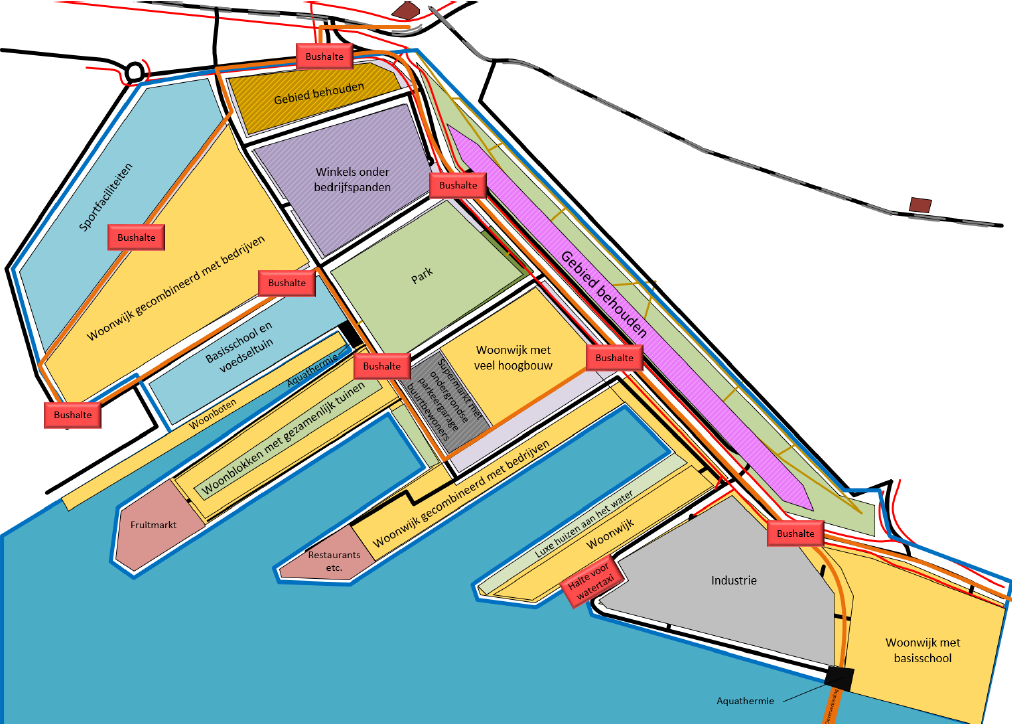 Bushalte
Gebied behouden
Sportfaciliteiten
Winkels onder
bedrijfspanden
Bushalte
Bushalte
Woonwijk gecombineerd met bedrijven
Park
Gebied behouden
Bushalte
Basisschool en
voedseltuin
Aquathermie
Bushalte
Woonwijk met
veel hoogbouw
Bushalte
Supermarkt met
ondergrondse
parkeergarage
buurtbewoners
Bushalte
Woonboten
Woonblokken met gezamenlijk tuinen
Woonwijk gecombineerd met bedrijven
Fruitmarkt
Restaurants
etc.
Luxe huizen aan het water
Woonwijk
Bushalte
Halte voor
watertaxi
Industrie
Woonwijk met
basisschool
Aquathermie